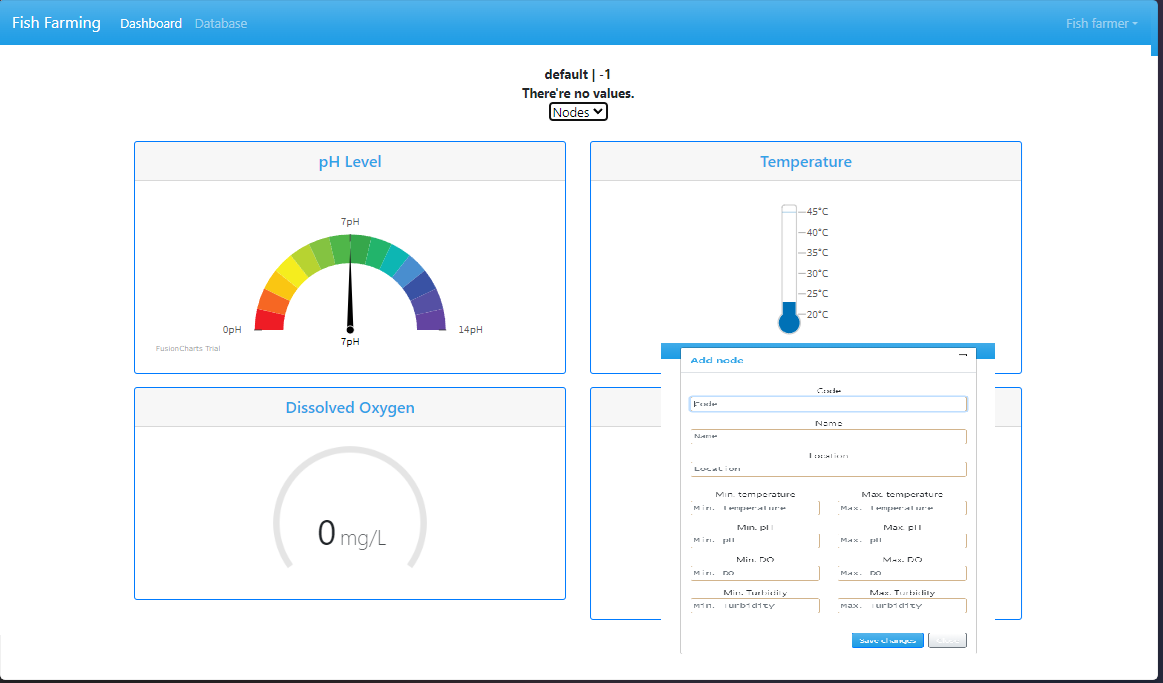 Fish Farming Dashboard Database Fish farmer
default | -1
There're no values.
Nodes
pH Level
7pH
0pH
14pH
7pH
FusionCharts Trial
Temperature
45°C
40°C
35°C
30°C
25°C
20°C
Dissolved Oxygen
0 mg/L
Add node
Code
Code
Name
Name
Location
Location
Min. temperature Max. temperature
Min. Temperature Max. Temperature
Min. pH Max. pH
Min. pH Max. pH
Min. DO Max. DO
Min. DO Max. DO
Min. Turbidity Max. Turbidity
Min. Turbidity Max. Turbidity
Save changes